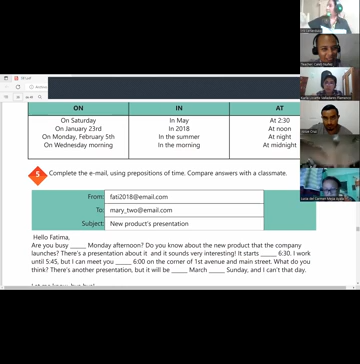 ON IN AT
On Saturday In May At 2:30
On January 23rd In 2018 At noon
On Monday, February 5th In the summer At night
On Wednesday morning In the morning At midnight
5 Complete the e-mail, using prepositions of time. Compare answers with a classmate.
From: fati2018@email.com
To: mary_two@email.com
Subject: New product's presentation
Hello Fatima,
Are you busy _____ Monday afternoon? Do you know about the new product that the company
launches? There's a presentation about it and it sounds very interesting! It starts _____ 6:30. I work
until 5:45, but I can meet you _____ 6:00 on the corner of 1st avenue and main street. What do you
think? There's another presentation, but it will be _____ March _____ Sunday, and I can't that day.